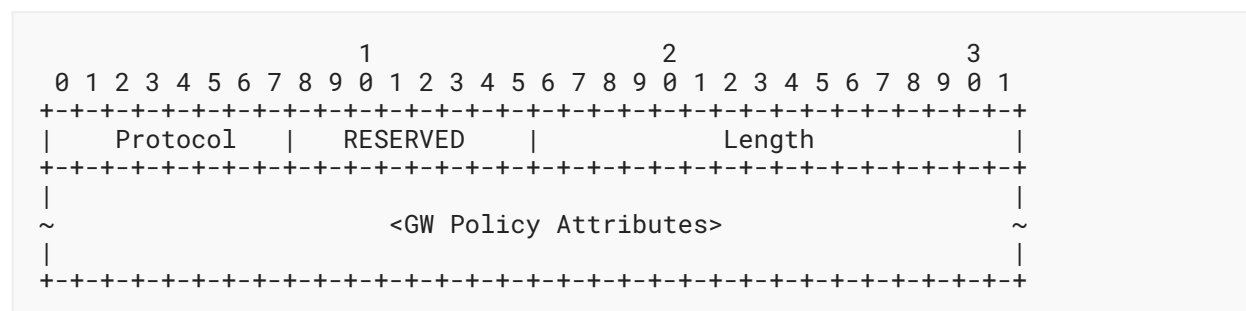 1                   2                   3
 0 1 2 3 4 5 6 7 8 9 0 1 2 3 4 5 6 7 8 9 0 1 2 3 4 5 6 7 8 9 0 1
+-+-+-+-+-+-+-+-+-+-+-+-+-+-+-+-+-+-+-+-+-+-+-+-+-+-+-+-+-+-+-+-+
|    Protocol   |   RESERVED    |            Length             |
+-+-+-+-+-+-+-+-+-+-+-+-+-+-+-+-+-+-+-+-+-+-+-+-+-+-+-+-+-+-+-+-+
|                                                               |
~                      <GW Policy Attributes>                   ~
|                                                               |
+-+-+-+-+-+-+-+-+-+-+-+-+-+-+-+-+-+-+-+-+-+-+-+-+-+-+-+-+-+-+-+-+